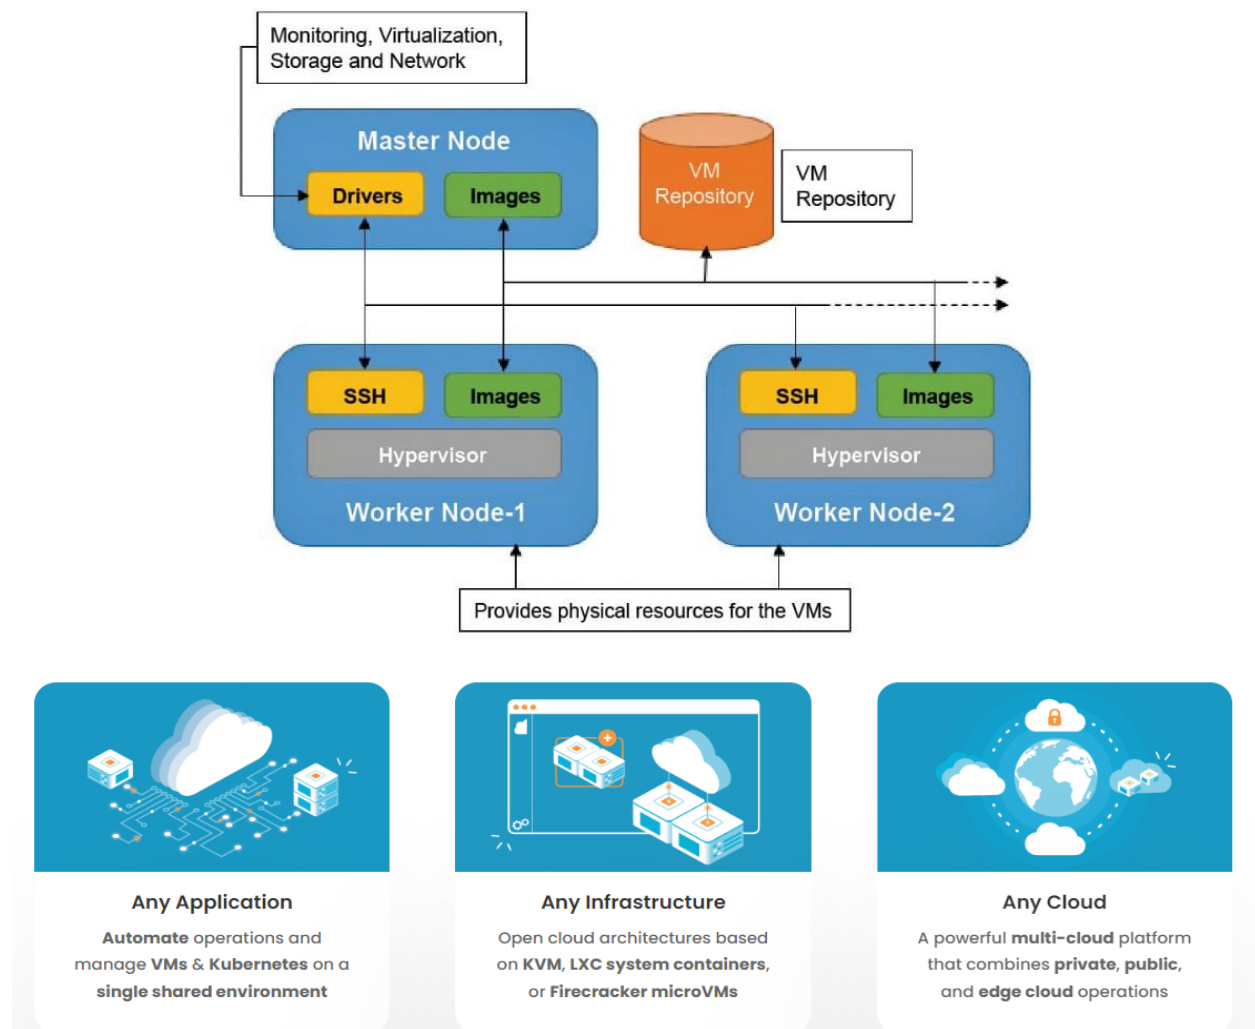 Monitoring, Virtualization,
Storage and Network
Master Node
Drivers
Images
VM
Repository
VM
Repository
SSH
Images
Hypervisor
Worker Node-1
SSH
Images
Hypervisor
Worker Node-2
Provides physical resources for the VMs
Any Application
Automate operations and
manage VMs & Kubernetes on a
single shared environment
Any Infrastructure
Open cloud architectures based
on KVM, LXC system containers,
or Firecracker microVMs
Any Cloud
A powerful multi-cloud platform
that combines private, public,
and edge cloud operations